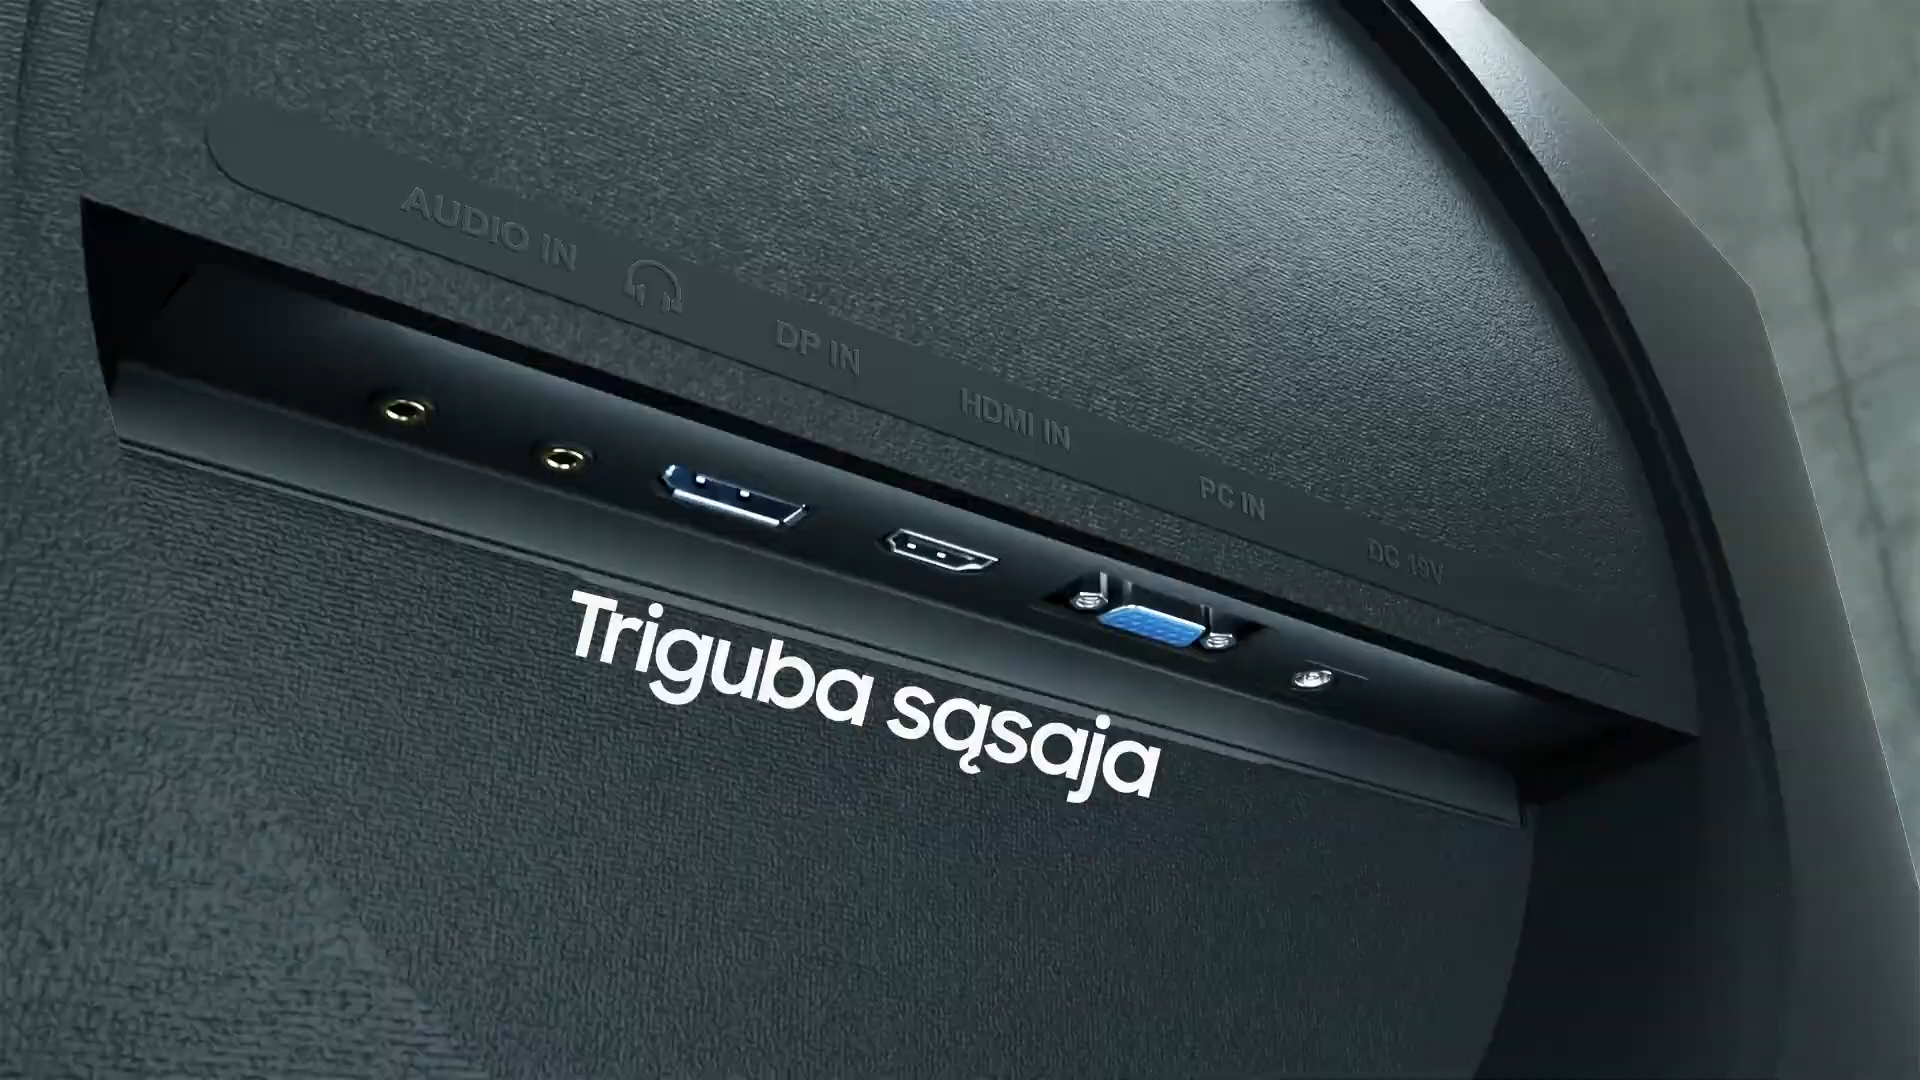 AUDIO IN
DP IN
HDMI IN
PC IN
DC 19V
Triguba sąsaja